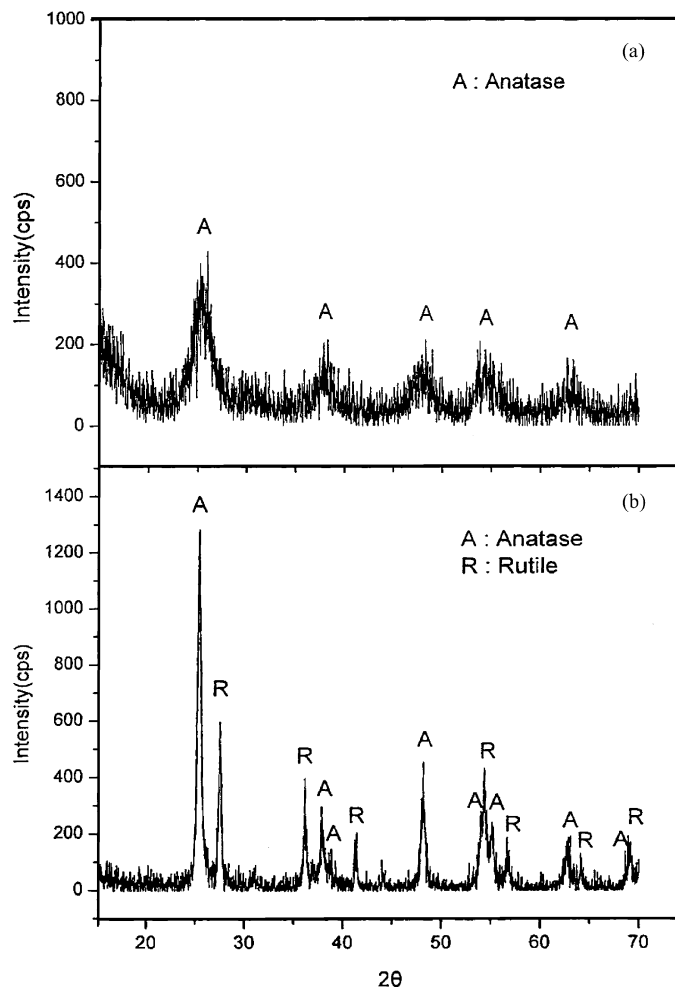 (a)
A : Anatase
1000
800
600
400
200
0
Intensity(cps)
A
A
A
A
A
(b)
A : Anatase
R : Rutile
1400
1200
1000
800
600
400
200
0
Intensity(cps)
A
R
R
A
A
R
A
A
R
A
R
A
R
A
R
20 30 40 50 60 70
2θ